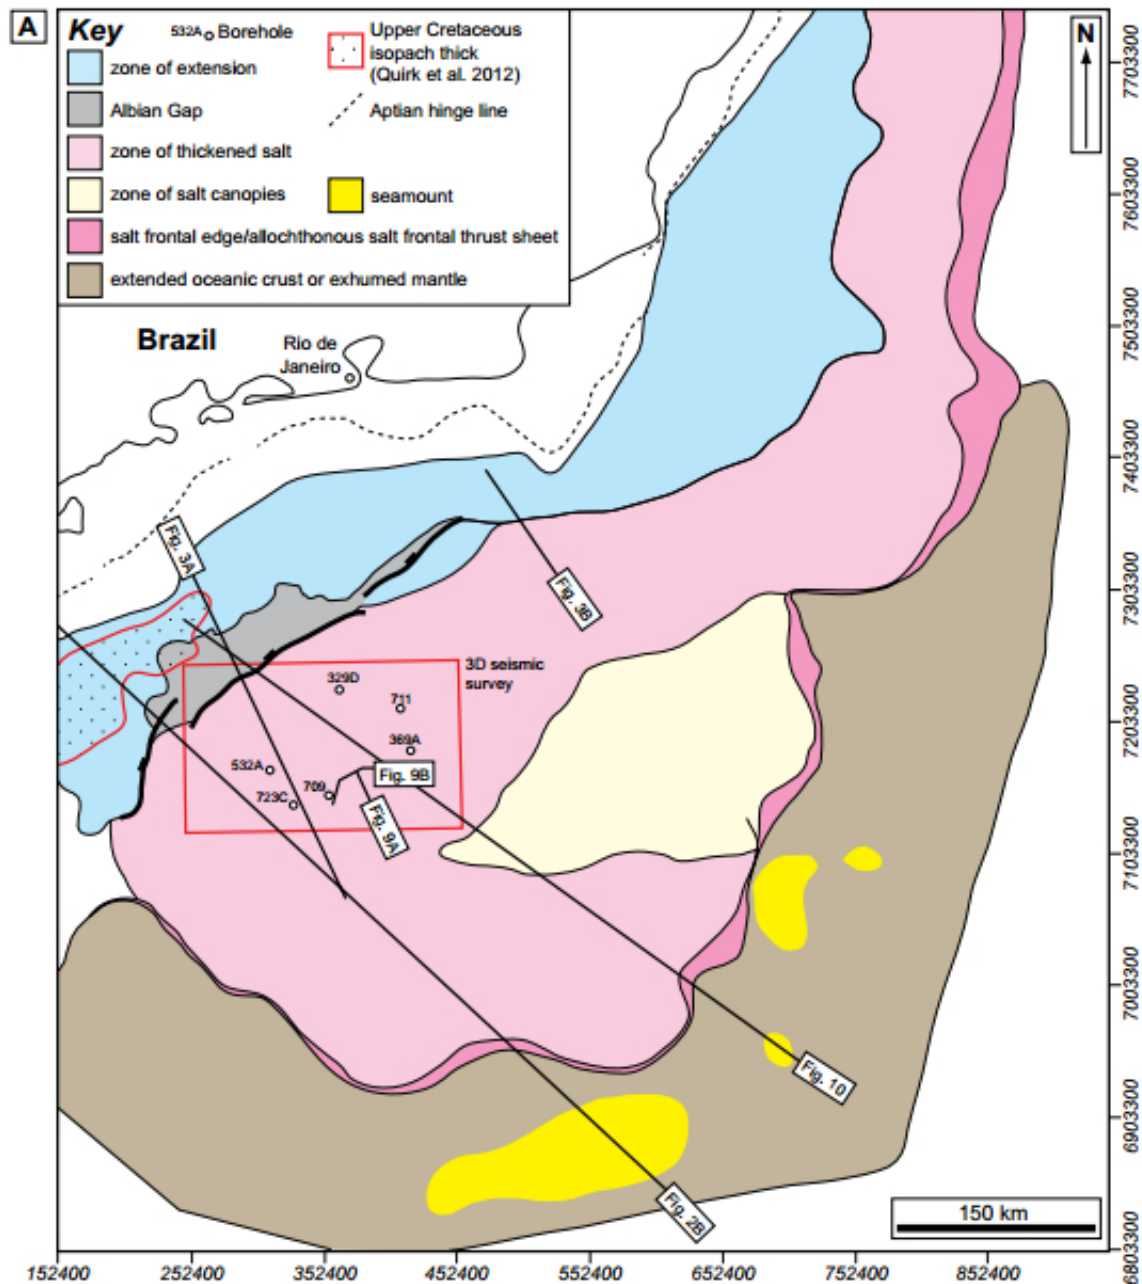 A
Key
532A Borehole
Upper Cretaceous
isopach thick
(Quirk et al. 2012)
zone of extension
Albian Gap
Aptian hinge line
zone of thickened salt
zone of salt canopies
seamount
salt frontal edge/allochthonous salt frontal thrust sheet
extended oceanic crust or exhumed mantle
N
Brazil
Rio de
Janeiro
Fig. 3A
Fig. 3B
3D seismic
survey
329D
711
369A
532A
709
723C
Fig. 9B
Fig. 9A
Fig. 10
Fig. 2B
150 km
7703300
7603300
7503300
7403300
7303300
7203300
7103300
7003300
6903300
6803300
152400
252400
352400
452400
552400
652400
752400
852400